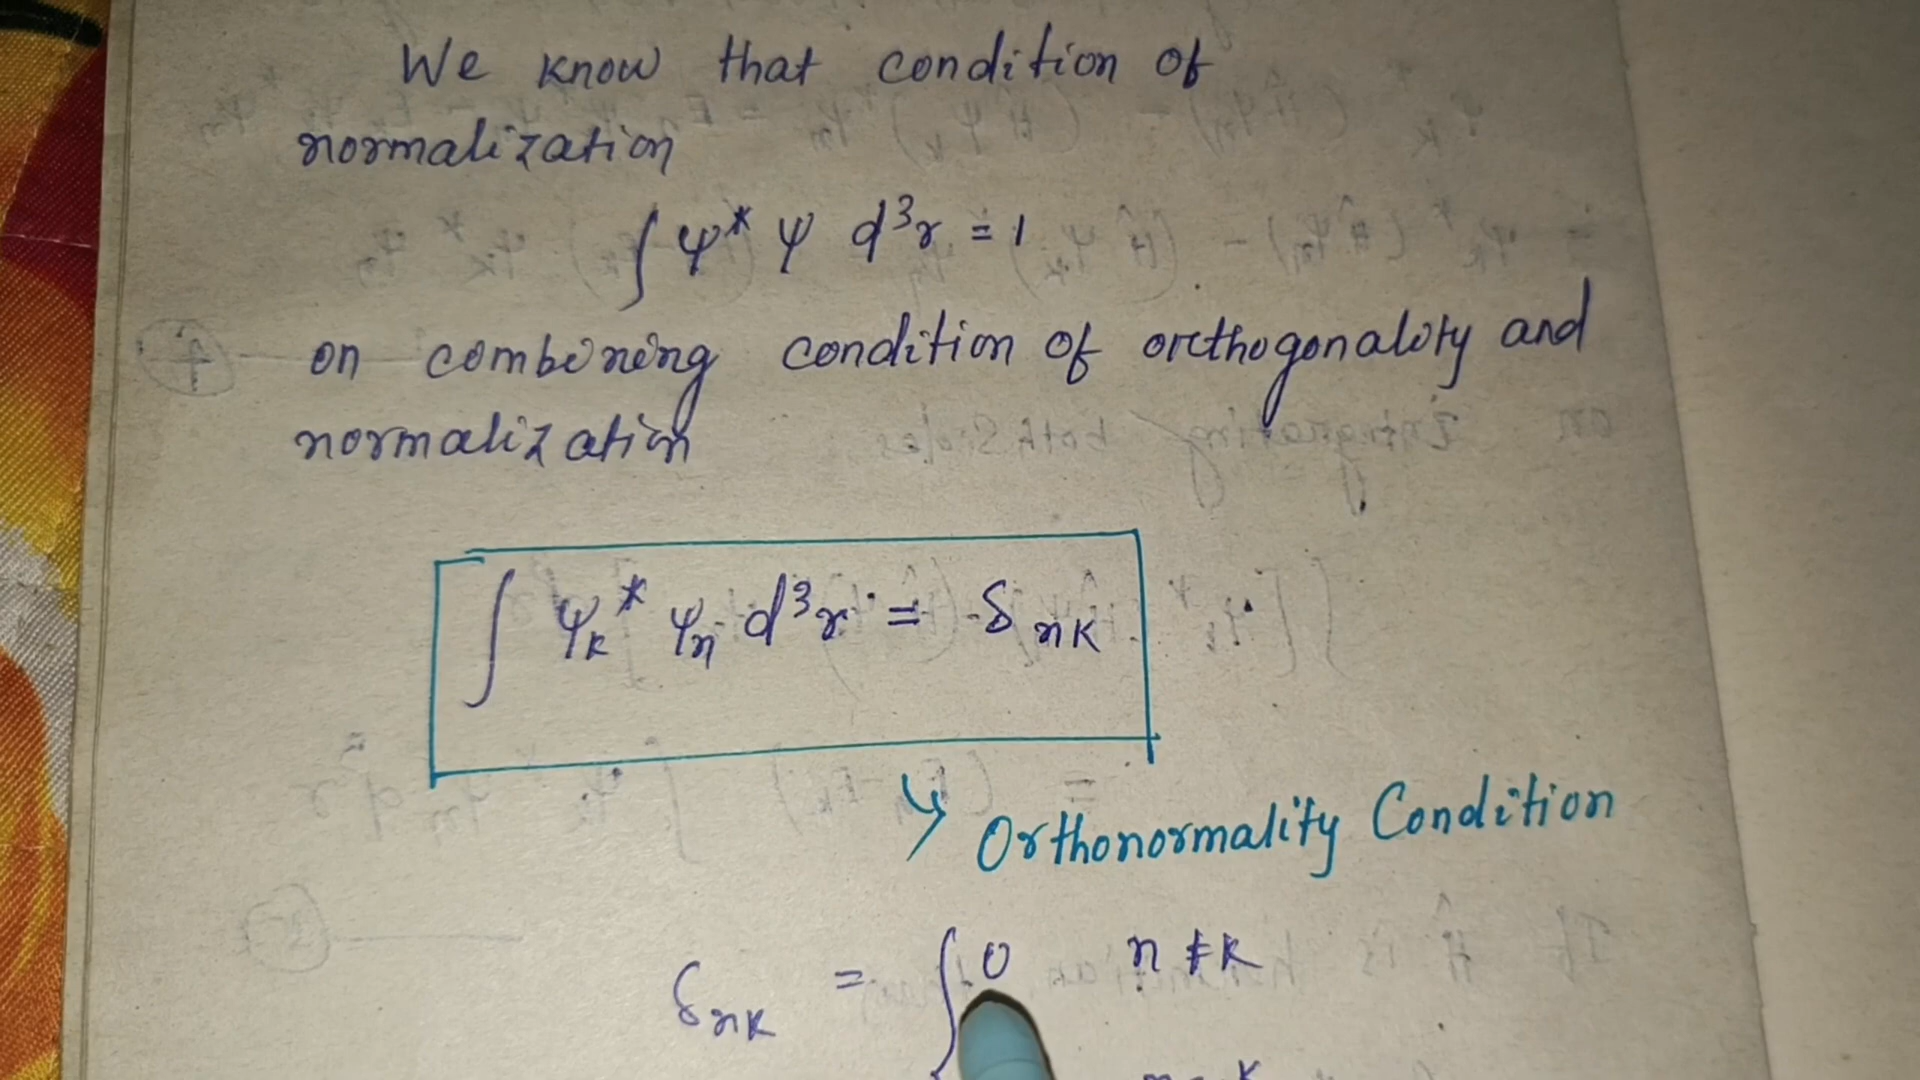 We know that condition of
normalization
∫ ψ* ψ d³r = 1
on combining condition of orthogonality and
normalization
∫ ψₖ* ψₙ d³r = δ nK
↳ Orthonormality Condition
δnK = { 0 n ≠ K
n = K